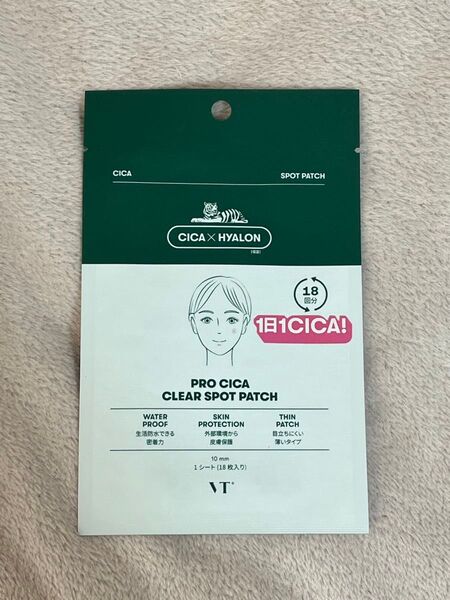 CICA
SPOT PATCH
CICA×HYALON
18
回分
1日1CICA!
PRO CICA
CLEAR SPOT PATCH
WATER
PROOF
生活防水できる
密着力
SKIN
PROTECTION
外部環境から
皮膚保護
THIN
PATCH
目立ちにくい
薄いタイプ
10 mm
1シート(18枚入り)
VT